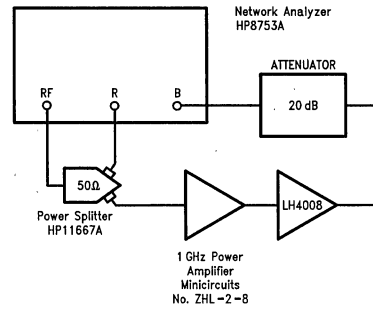 Network Analyzer
HP8753A
ATTENUATOR
RF
R
B
20 dB
50Ω
LH4008
Power Splitter
HP11667A
1 GHz Power
Amplifier
Minicircuits
No. ZHL-2-8